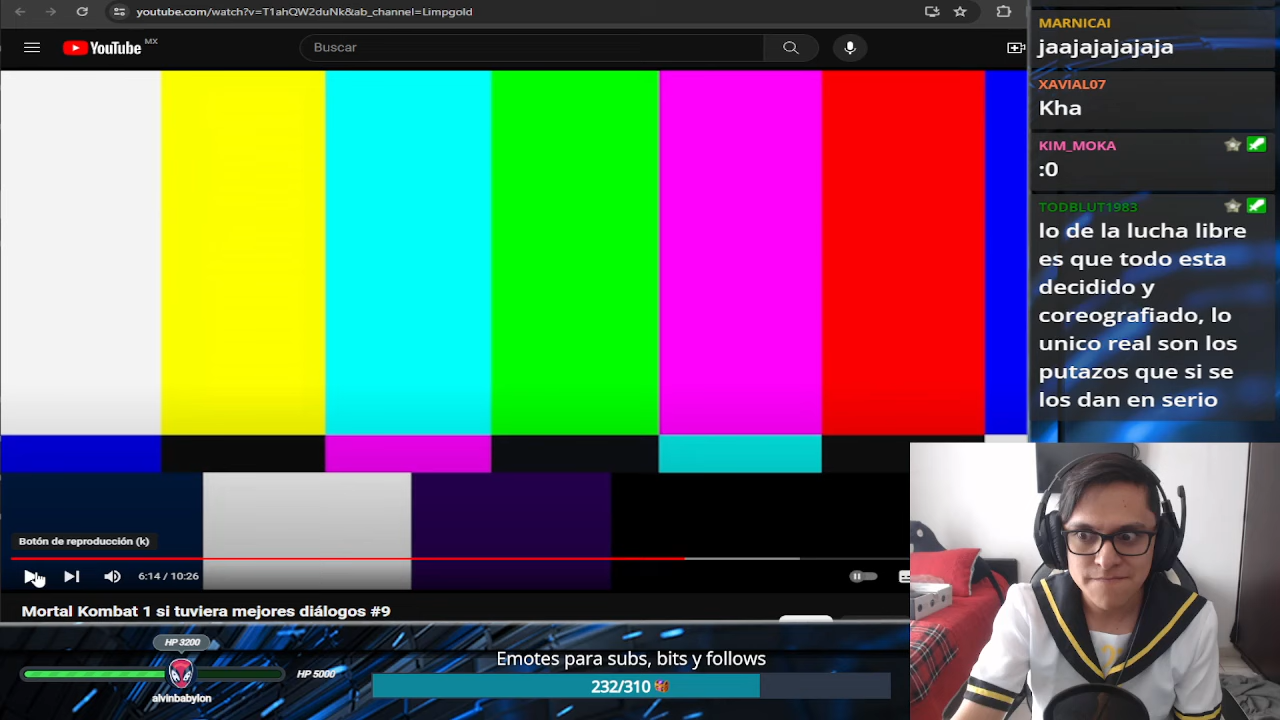 youtube.com/watch?v=T1ahQW2duNk&ab_channel=Limpgold
YouTube MX
Buscar
Botón de reproducción (k)
6:14 / 10:26
Mortal Kombat 1 si tuviera mejores diálogos #9
MARNICAI
jaajajajajaja
XAVIAL07
Kha
KIM_MOKA
:0
TODBLUT1983
lo de la lucha libre
es que todo esta
decidido y
coreografiado, lo
unico real son los
putazos que si se
los dan en serio
HP 3200
HP 5000
alvinbabylon
Emotes para subs, bits y follows
232/310